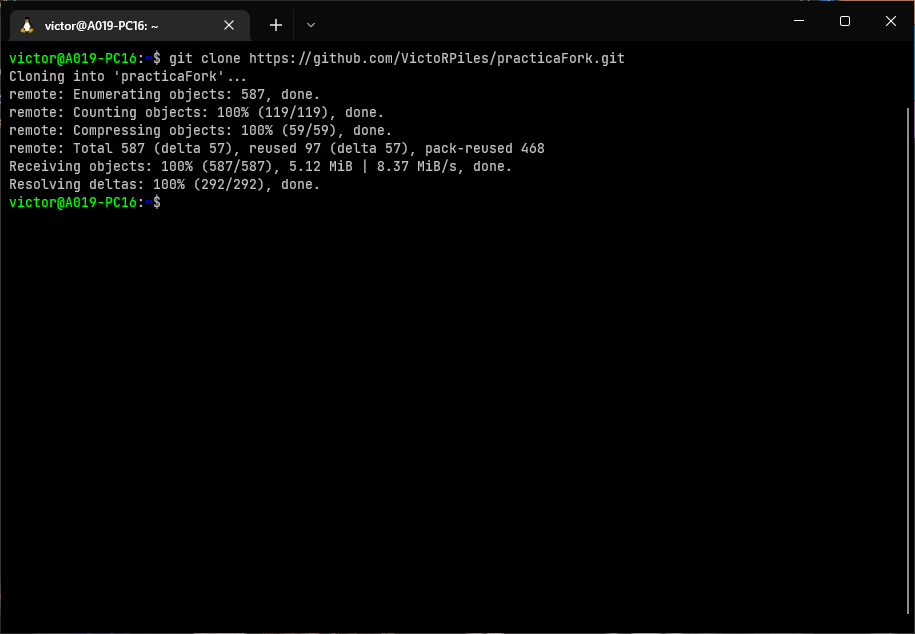 victor@A019-PC16: ~
victor@A019-PC16:~$ git clone https://github.com/VictoRPiles/practicaFork.git
Cloning into 'practicaFork'...
remote: Enumerating objects: 587, done.
remote: Counting objects: 100% (119/119), done.
remote: Compressing objects: 100% (59/59), done.
remote: Total 587 (delta 57), reused 97 (delta 57), pack-reused 468
Receiving objects: 100% (587/587), 5.12 MiB | 8.37 MiB/s, done.
Resolving deltas: 100% (292/292), done.
victor@A019-PC16:~$